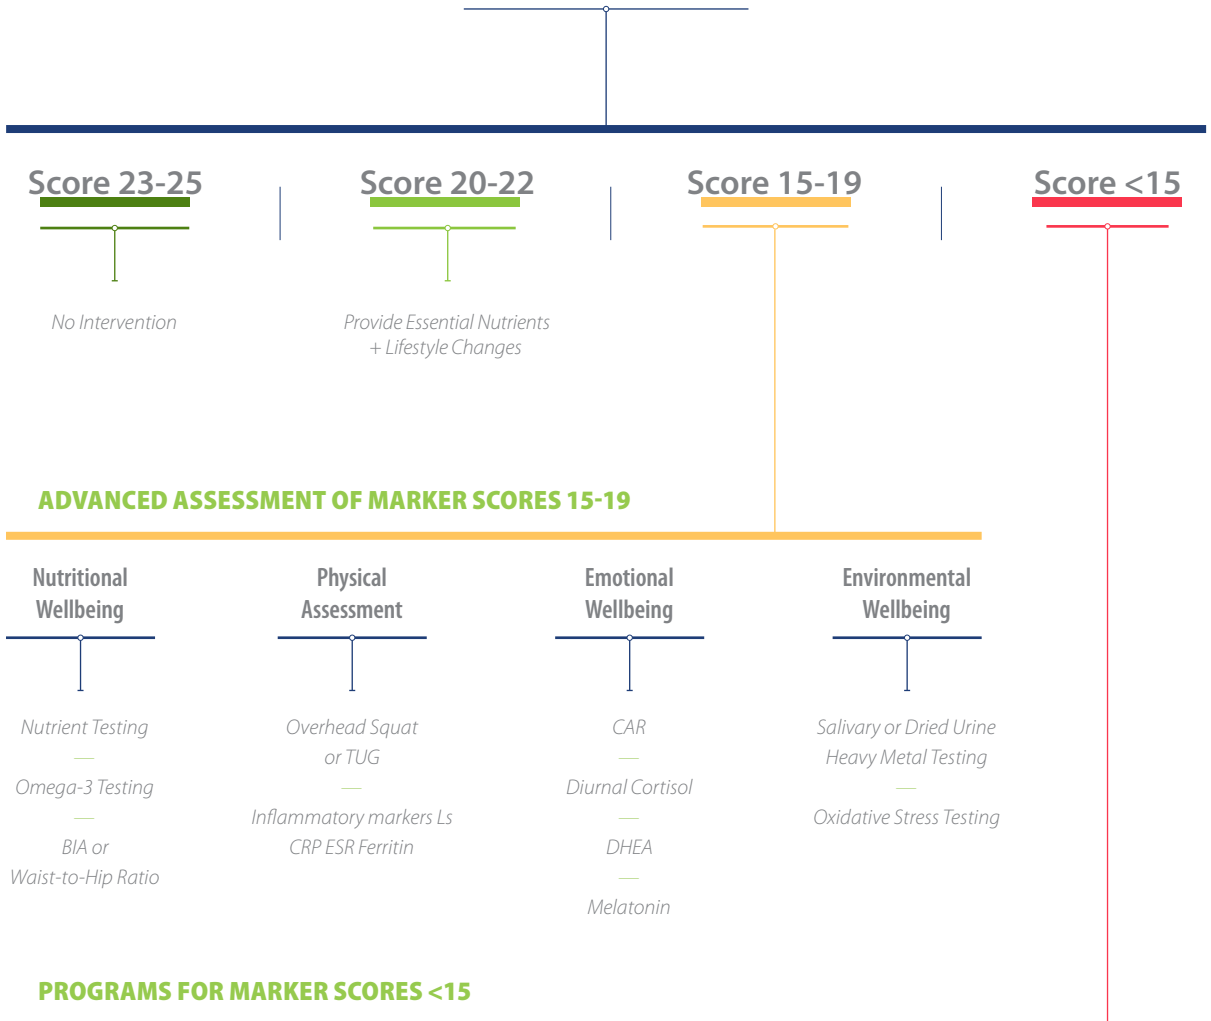 Score 23-25
Score 20-22
Score 15-19
Score <15
No Intervention
Provide Essential Nutrients
+ Lifestyle Changes
ADVANCED ASSESSMENT OF MARKER SCORES 15-19
Nutritional
Wellbeing
Physical
Assessment
Emotional
Wellbeing
Environmental
Wellbeing
Nutrient Testing
Omega-3 Testing
BIA or
Waist-to-Hip Ratio
Overhead Squat
or TUG
Inflammatory markers Ls
CRP ESR Ferritin
CAR
Diurnal Cortisol
DHEA
Melatonin
Salivary or Dried Urine
Heavy Metal Testing
Oxidative Stress Testing
PROGRAMS FOR MARKER SCORES <15